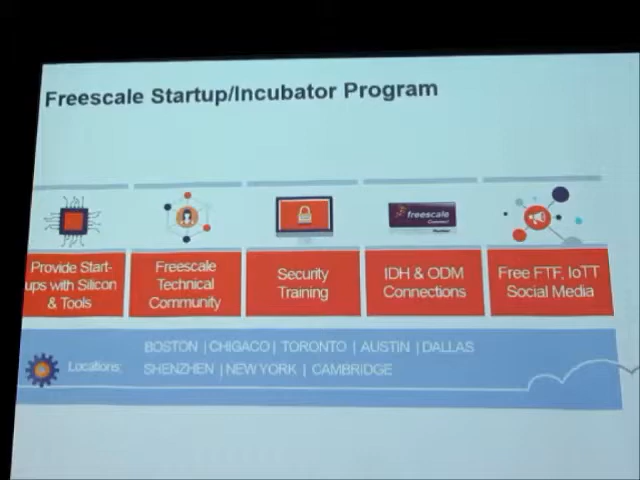 Freescale Startup/Incubator Program
freescale
Provide Start-
ups with Silicon
& Tools
Freescale
Technical
Community
Security
Training
IDH & ODM
Connections
Free FTF, IoTT
Social Media
Locations:
BOSTON | CHIGACO | TORONTO | AUSTIN | DALLAS
SHENZHEN | NEW YORK | CAMBRIDGE